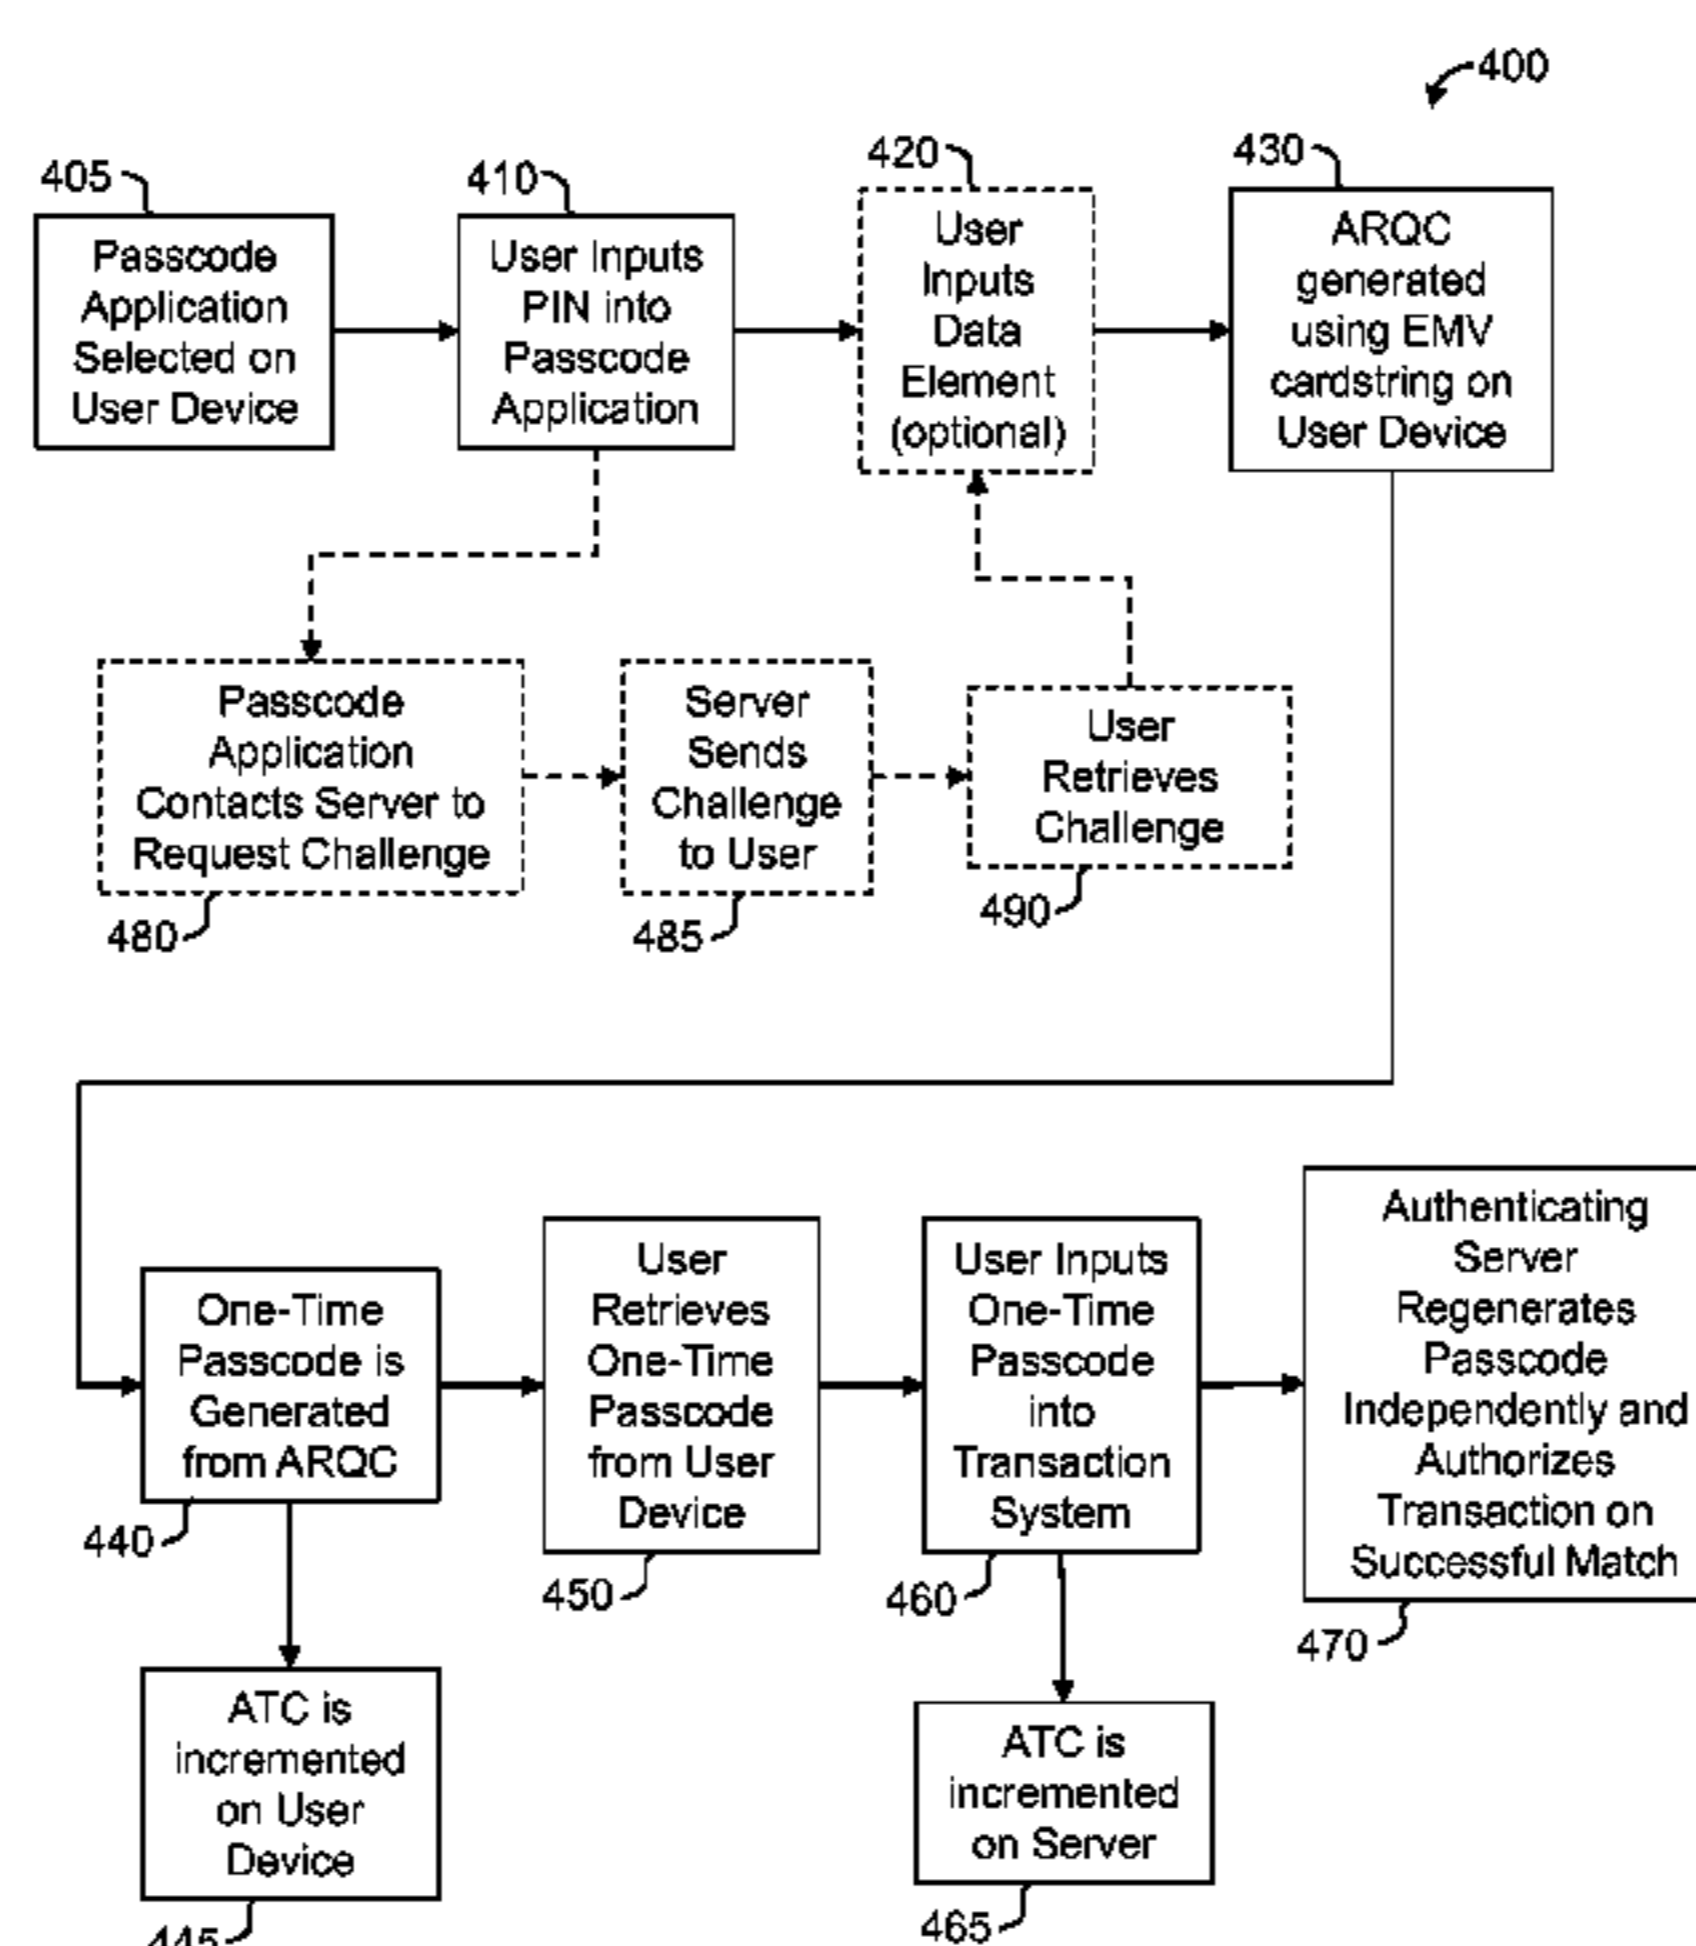 400
405
Passcode
Application
Selected on
User Device
410
User Inputs
PIN into
Passcode
Application
420
User
Inputs
Data
Element
(optional)
430
ARQC
generated
using EMV
cardstring on
User Device
Passcode
Application
Contacts Server to
Request Challenge
480
Server
Sends
Challenge
to User
485
User
Retrieves
Challenge
490
One-Time
Passcode is
Generated
from ARQC
440
User
Retrieves
One-Time
Passcode
from User
Device
450
User Inputs
One-Time
Passcode
into
Transaction
System
460
Authenticating
Server
Regenerates
Passcode
Independently and
Authorizes
Transaction on
Successful Match
470
ATC is
incremented
on User
Device
445
ATC is
incremented
on Server
465